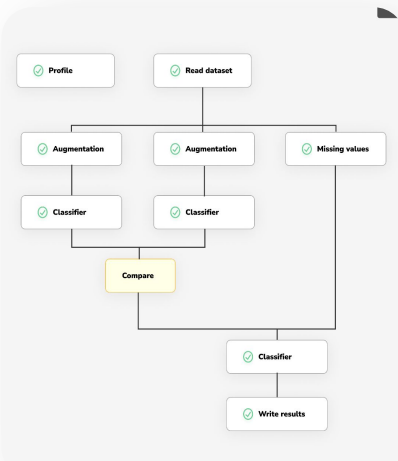 Profile
Read dataset
Augmentation
Augmentation
Missing values
Classifier
Classifier
Compare
Classifier
Write results